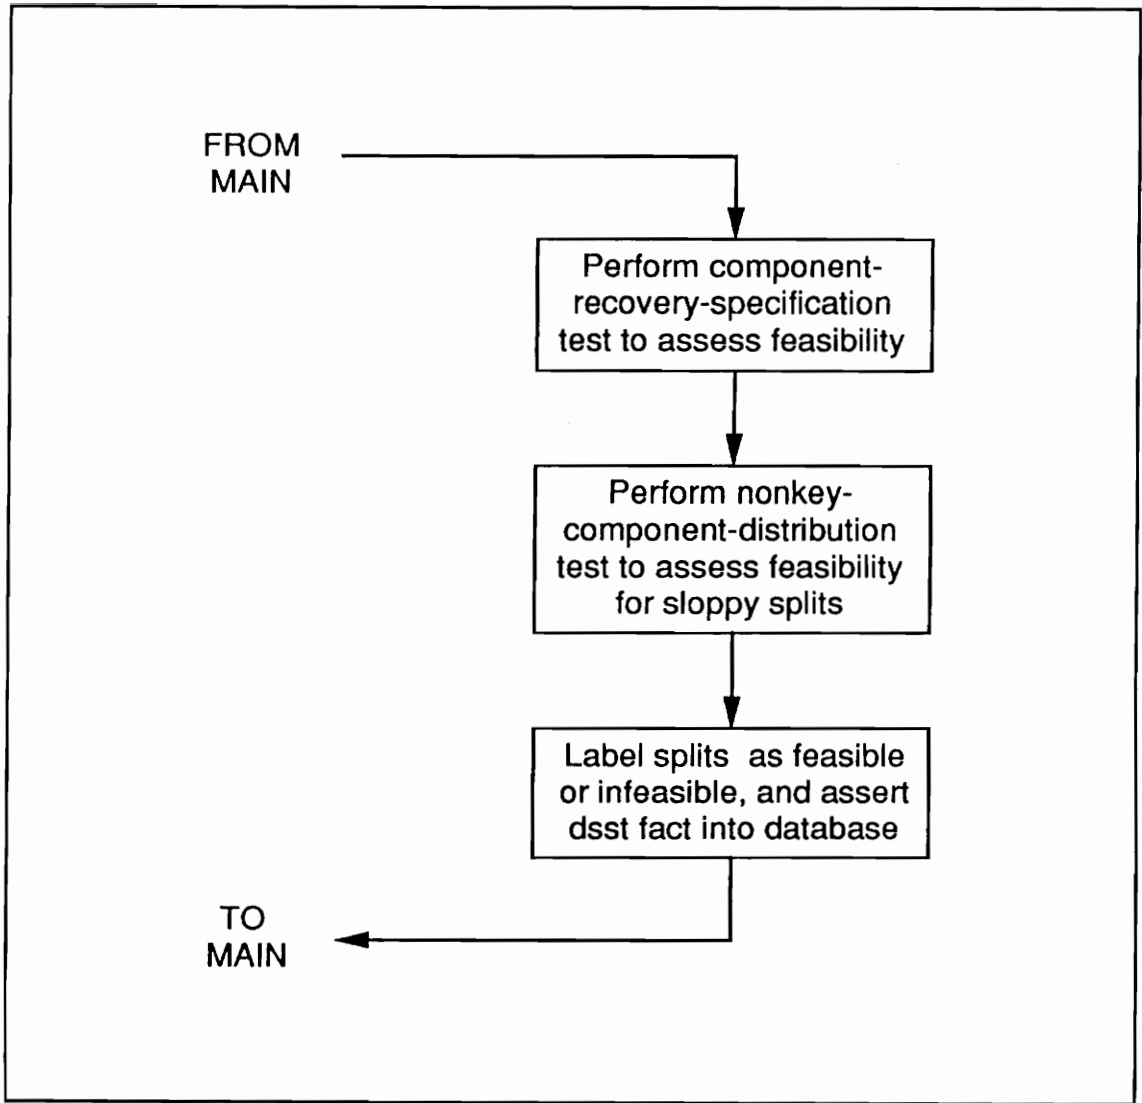 FROM
MAIN
Perform component-
recovery-specification
test to assess feasibility
Perform nonkey-
component-distribution
test to assess feasibility
for sloppy splits
Label splits as feasible
or infeasible, and assert
dsst fact into database
TO
MAIN